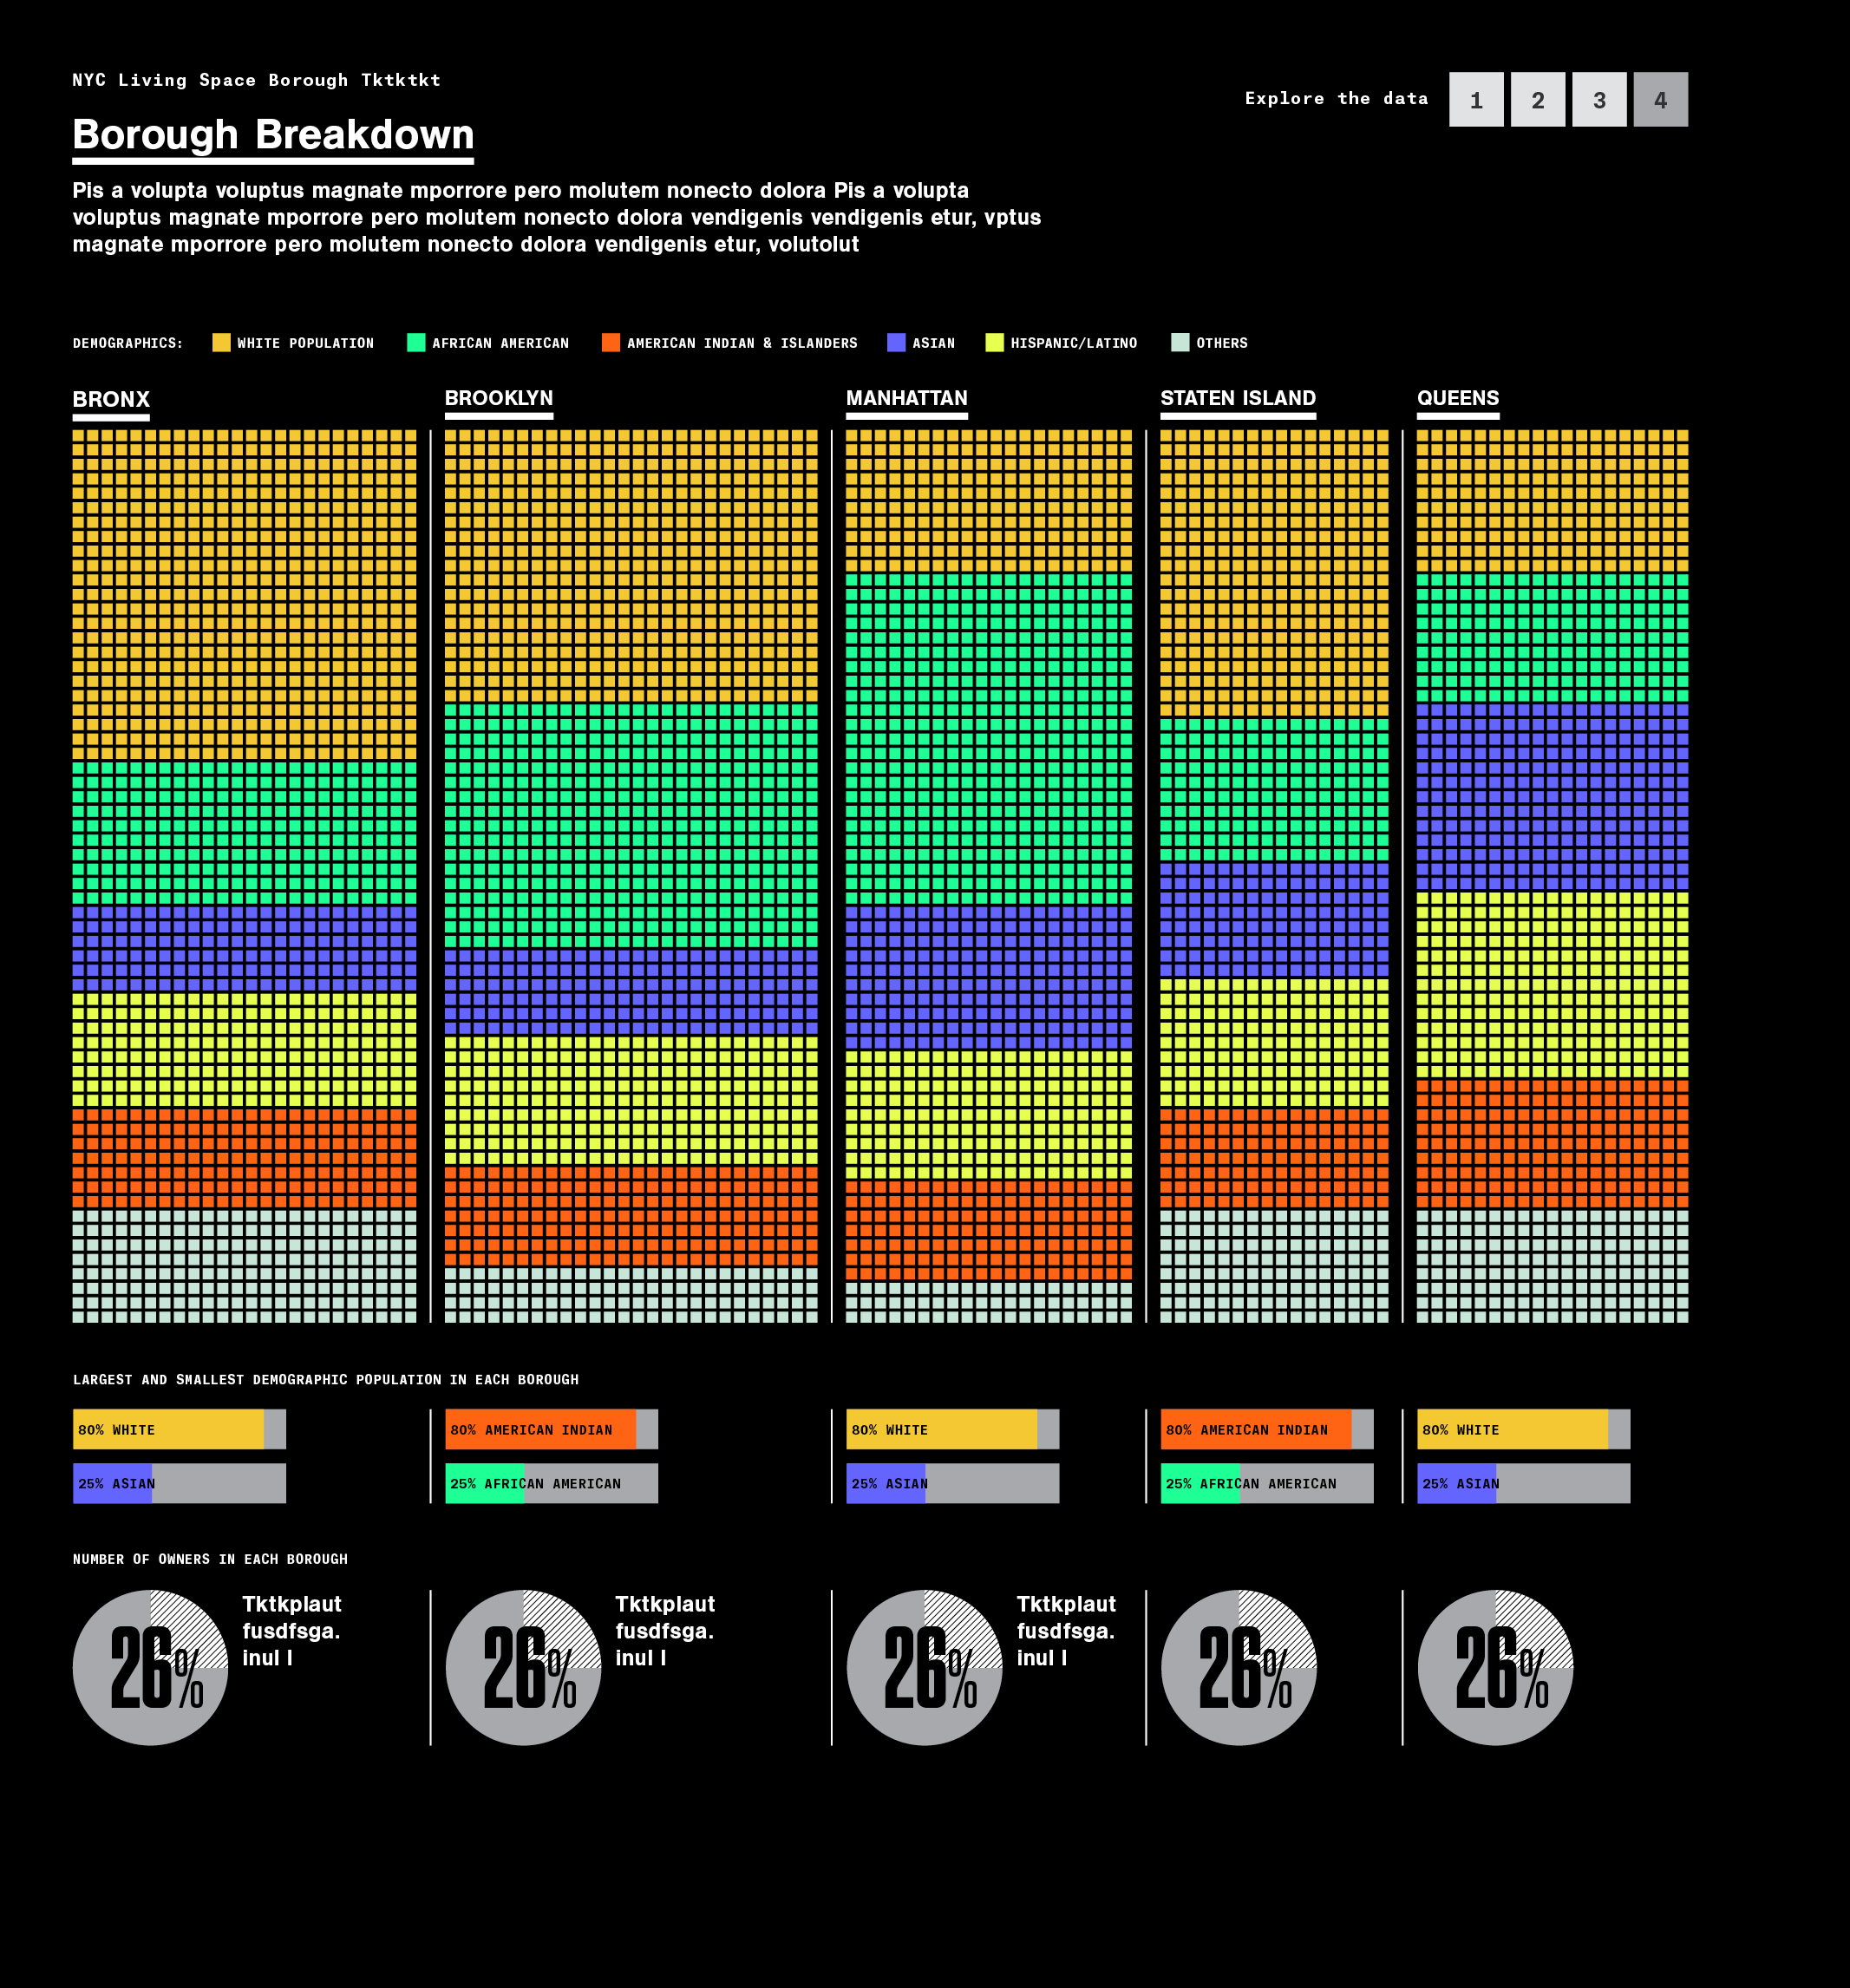 NYC Living Space Borough Tktktkt
Explore the data 1 2 3 4
Borough Breakdown
Pis a volupta voluptus magnate mporrore pero molutem nonecto dolora Pis a volupta
voluptus magnate mporrore pero molutem nonecto dolora vendigenis vendigenis etur, vptus
magnate mporrore pero molutem nonecto dolora vendigenis etur, volutolut
DEMOGRAPHICS: WHITE POPULATION AFRICAN AMERICAN AMERICAN INDIAN & ISLANDERS ASIAN HISPANIC/LATINO OTHERS
BRONX BROOKLYN MANHATTAN STATEN ISLAND QUEENS
LARGEST AND SMALLEST DEMOGRAPHIC POPULATION IN EACH BOROUGH
80% WHITE 80% AMERICAN INDIAN 80% WHITE 80% AMERICAN INDIAN 80% WHITE
25% ASIAN 25% AFRICAN AMERICAN 25% ASIAN 25% AFRICAN AMERICAN 25% ASIAN
NUMBER OF OWNERS IN EACH BOROUGH
26%
Tktkplaut
fusdfsga.
inul l
26%
Tktkplaut
fusdfsga.
inul l
26%
Tktkplaut
fusdfsga.
inul l
26%
26%